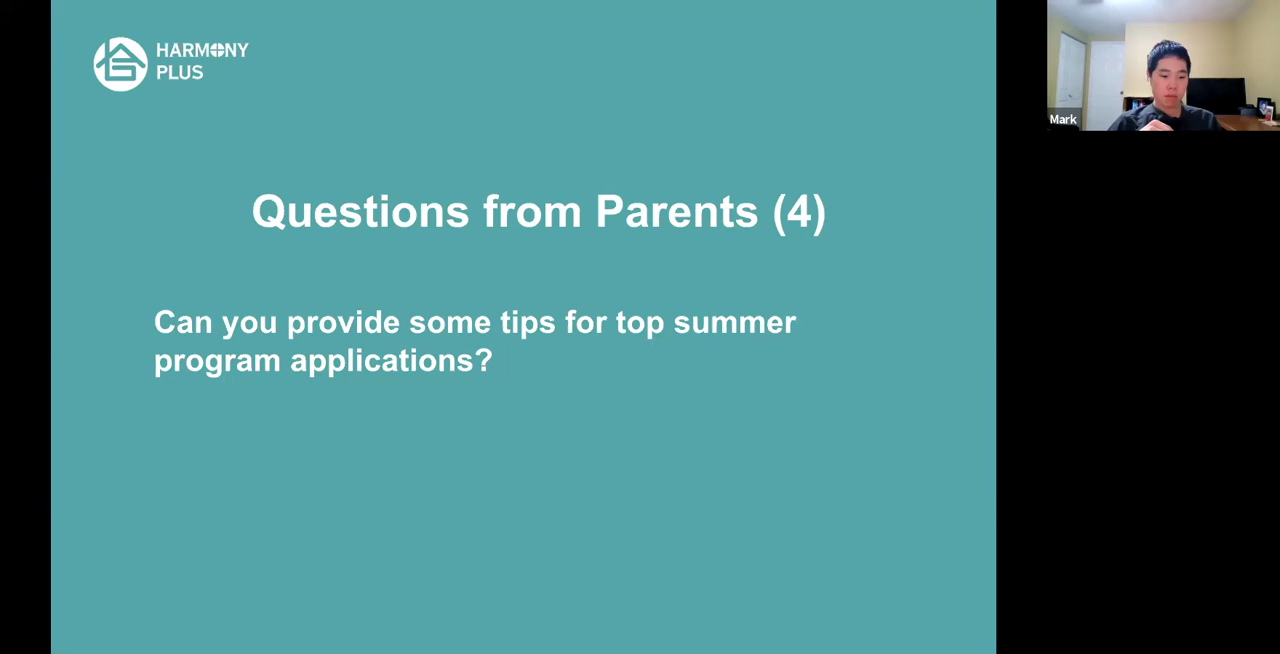 HARMONY
PLUS
Mark
Questions from Parents (4)
Can you provide some tips for top summer
program applications?